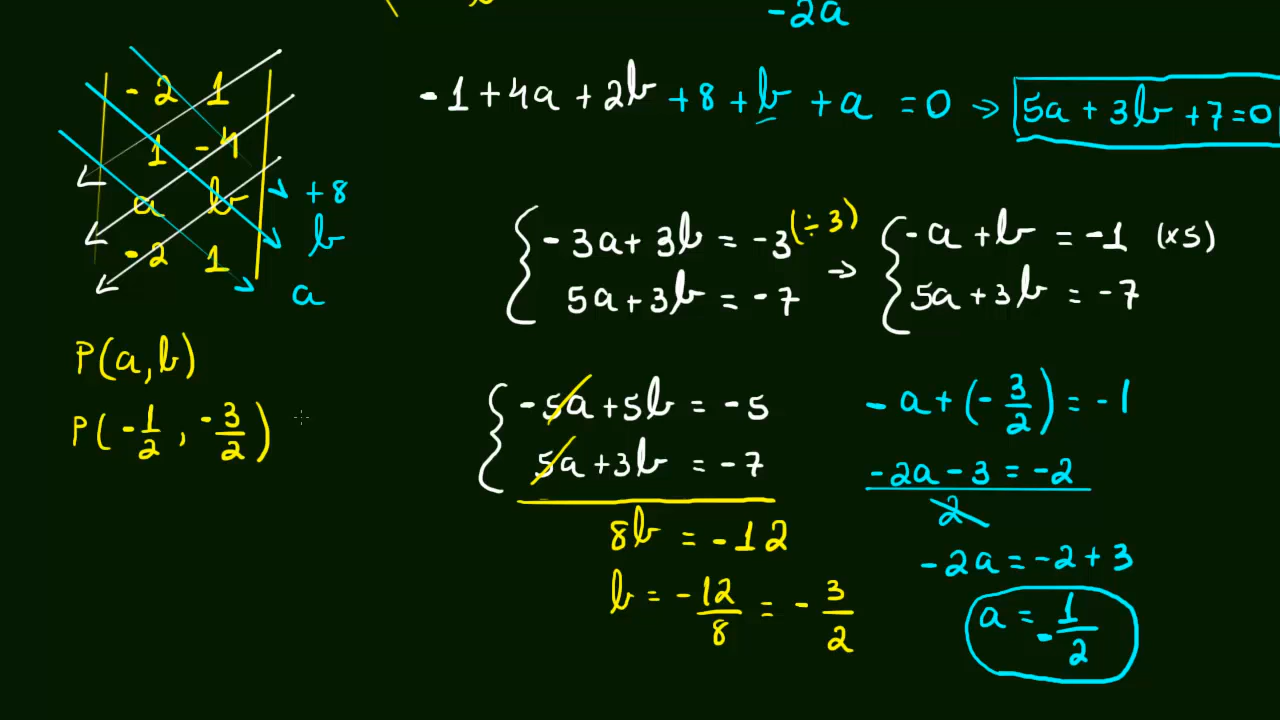 -2a
-2 1
1 -4
a b
-2 1
+8
b
a
-1+4a+2b+8+b+a=0 → 5a+3b+7=0
{ -3a+3b=-3 (÷3)
5a+3b=-7
→ { -a+b=-1 (x5)
5a+3b=-7
P(a,b)
P(-1/2, -3/2)
{ -5a+5b=-5
5a+3b=-7
8b=-12
b=-12/8=-3/2
-a+(-3/2)=-1
-2a-3=-2
2
-2a=-2+3
a=-1/2